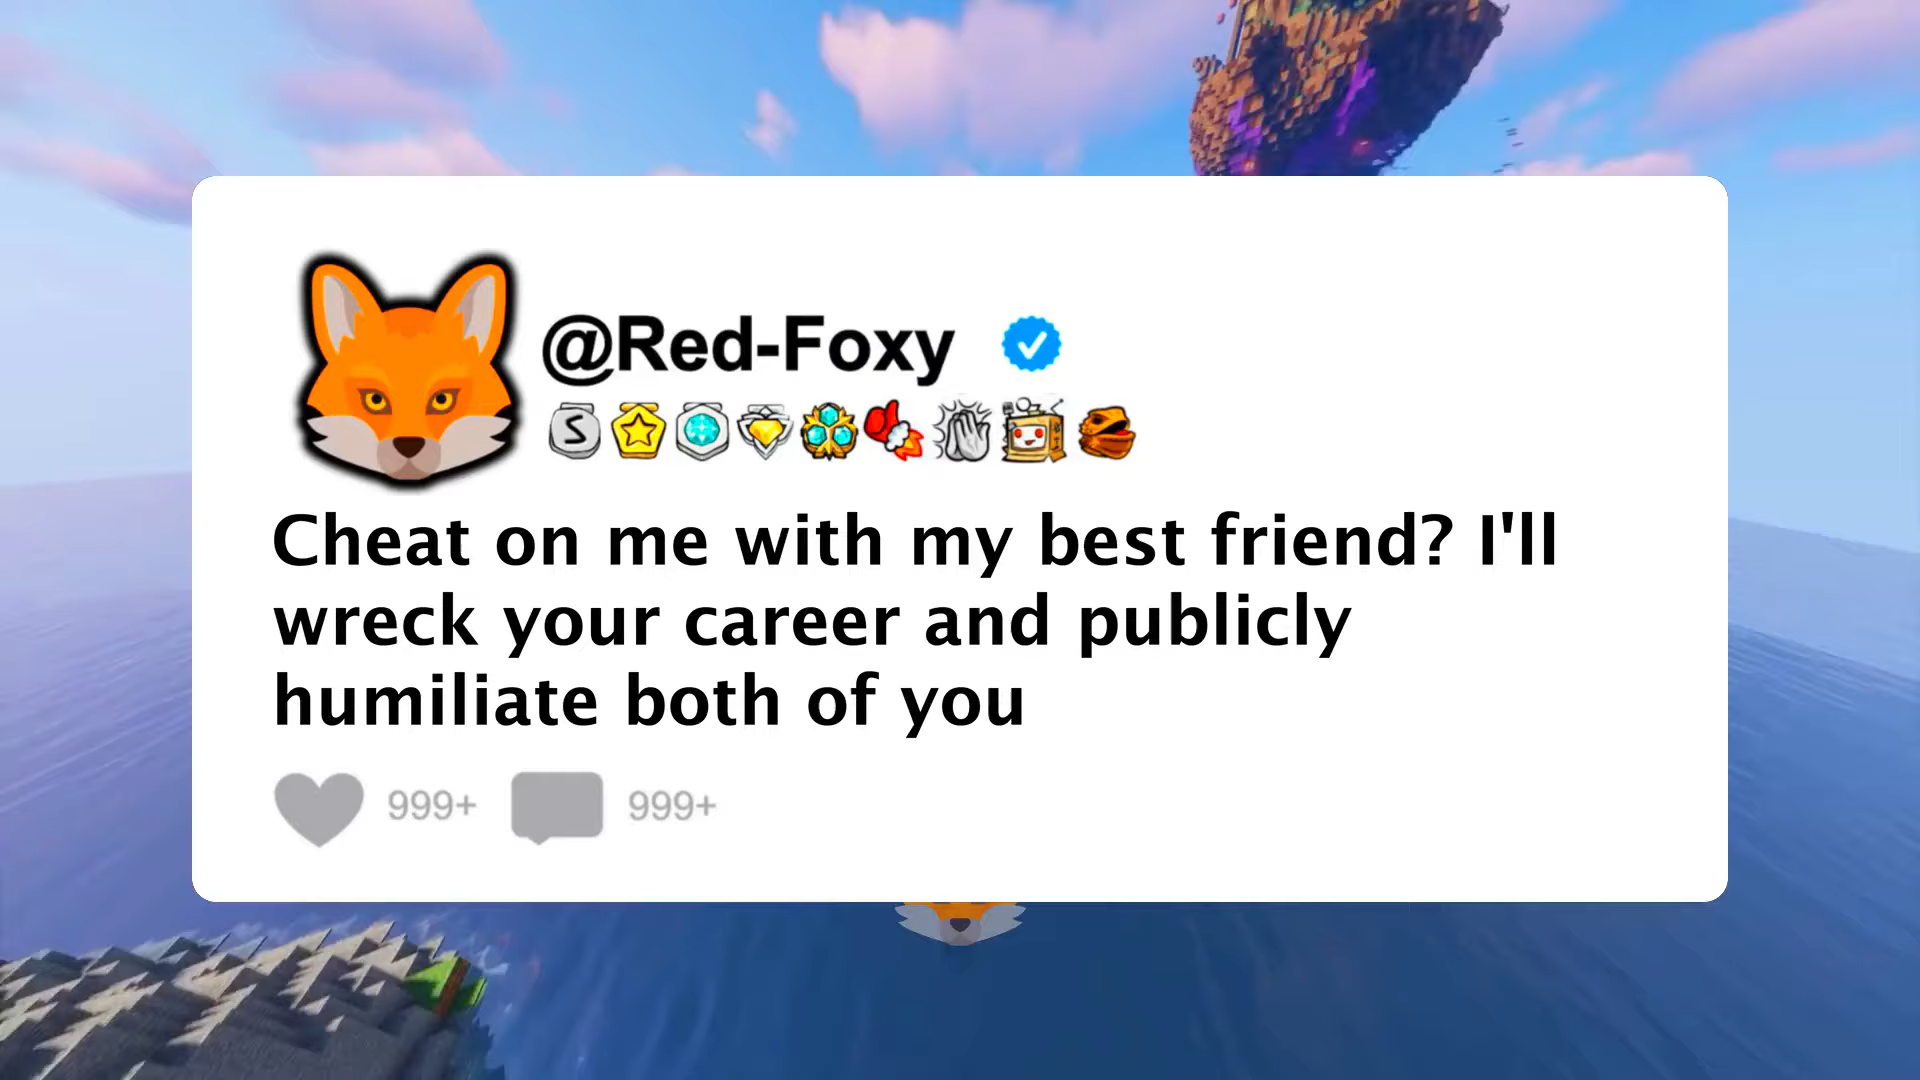 @Red-Foxy
S
Cheat on me with my best friend? I'll
wreck your career and publicly
humiliate both of you
999+ 999+